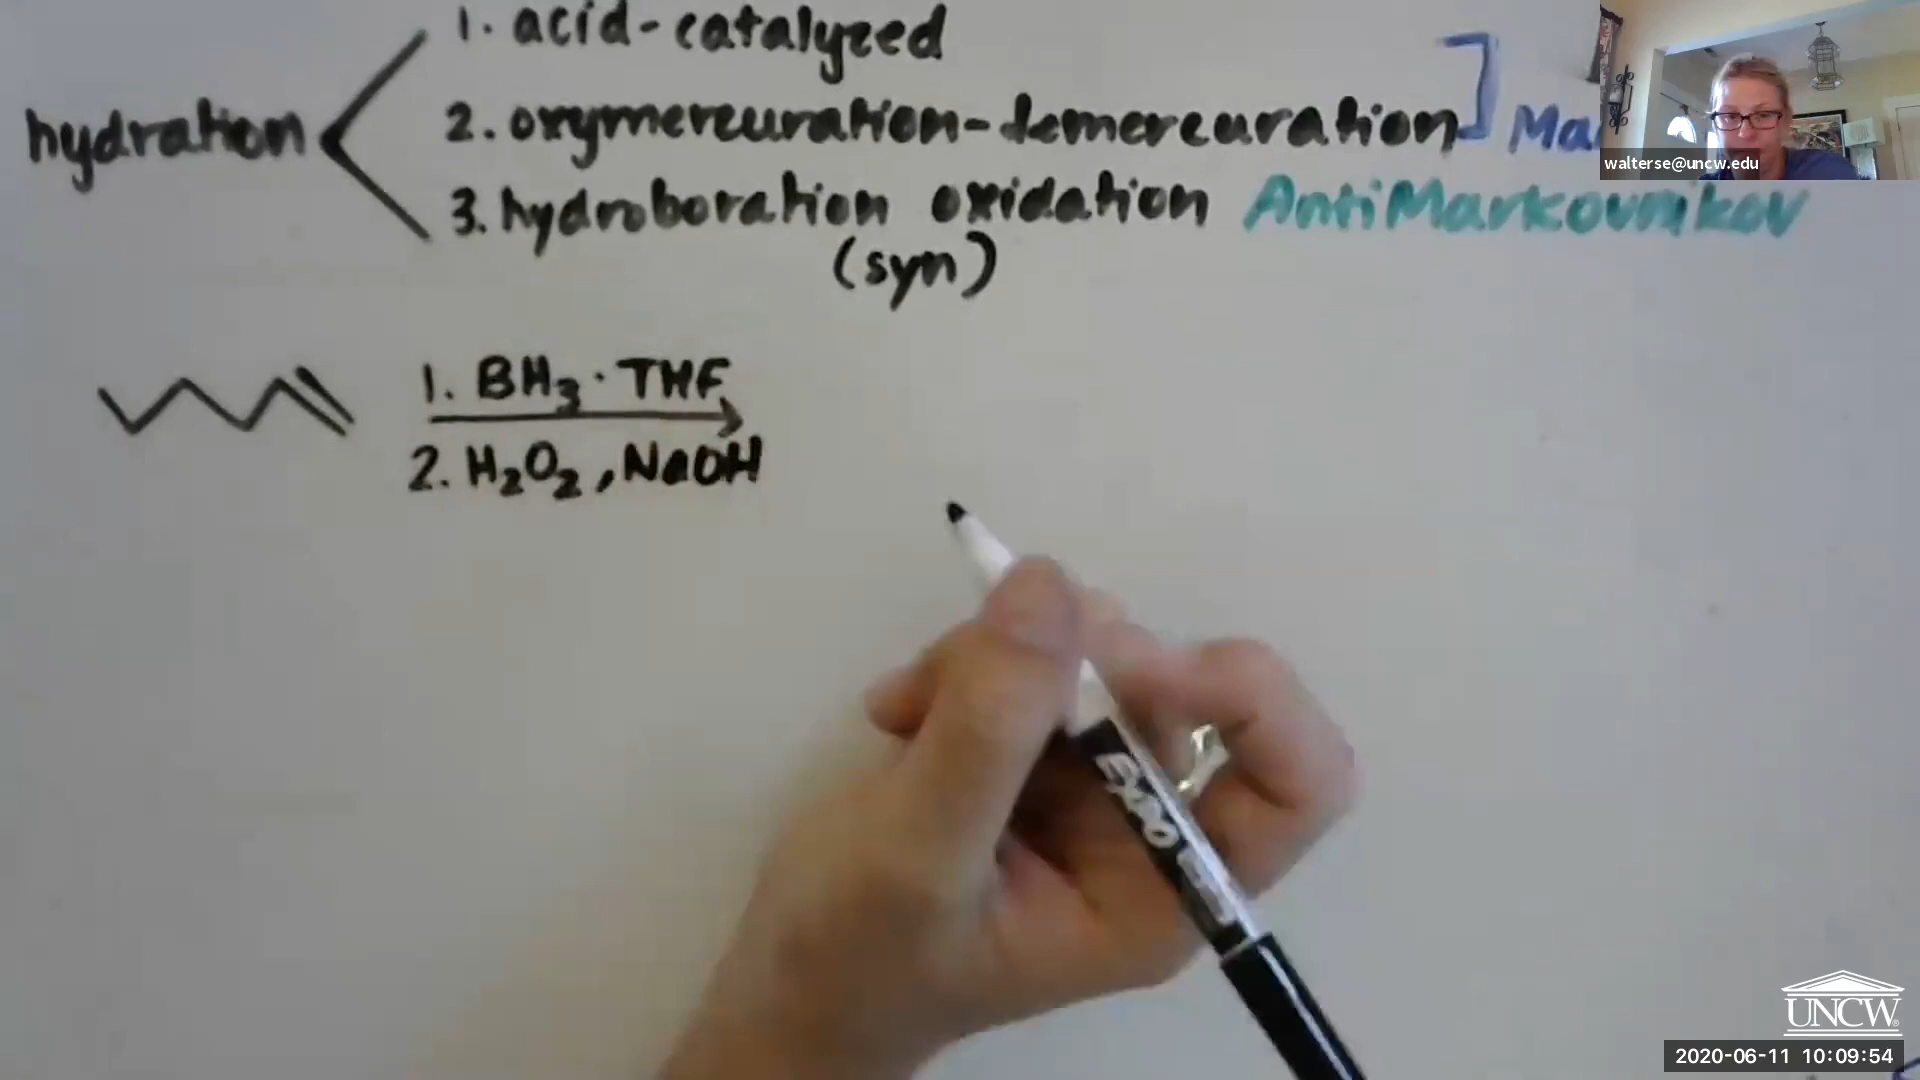 1. acid-catalyzed
hydration
2. oxymercuration-demercuration] Ma
walterse@uncw.edu
3. hydroboration oxidation AntiMarkovnikov
(syn)
1. BH3 · THF
2. H2O2, NaOH
EXPO
UNCW
2020-06-11 10:09:54